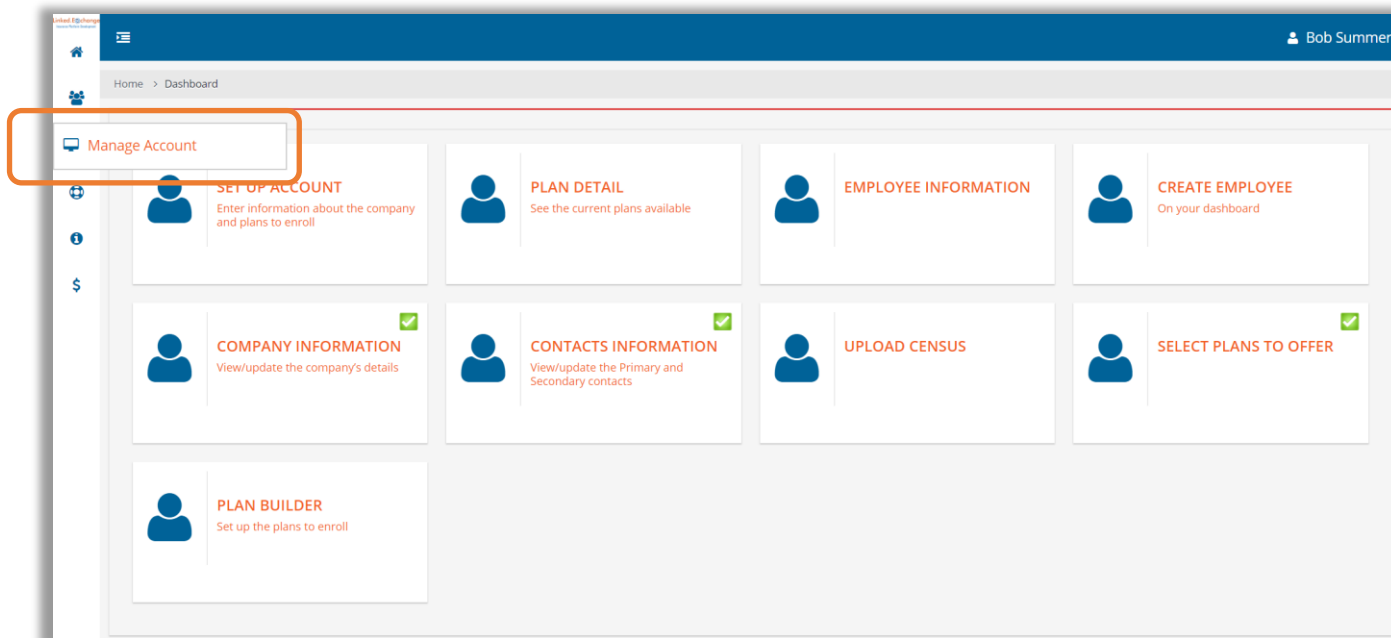 Linked Exchange
Bob Summer
Home > Dashboard
Manage Account
SET UP ACCOUNT
Enter information about the company
and plans to enroll
PLAN DETAIL
See the current plans available
EMPLOYEE INFORMATION
CREATE EMPLOYEE
On your dashboard
$
COMPANY INFORMATION
View/update the company's details
CONTACTS INFORMATION
View/update the Primary and
Secondary contacts
UPLOAD CENSUS
SELECT PLANS TO OFFER
PLAN BUILDER
Set up the plans to enroll